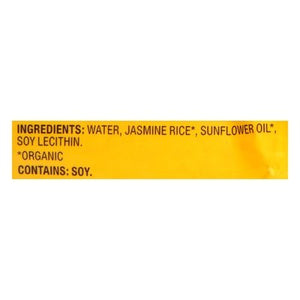 INGREDIENTS: WATER, JASMINE RICE*, SUNFLOWER OIL*,
SOY LECITHIN.
*ORGANIC
CONTAINS: SOY.